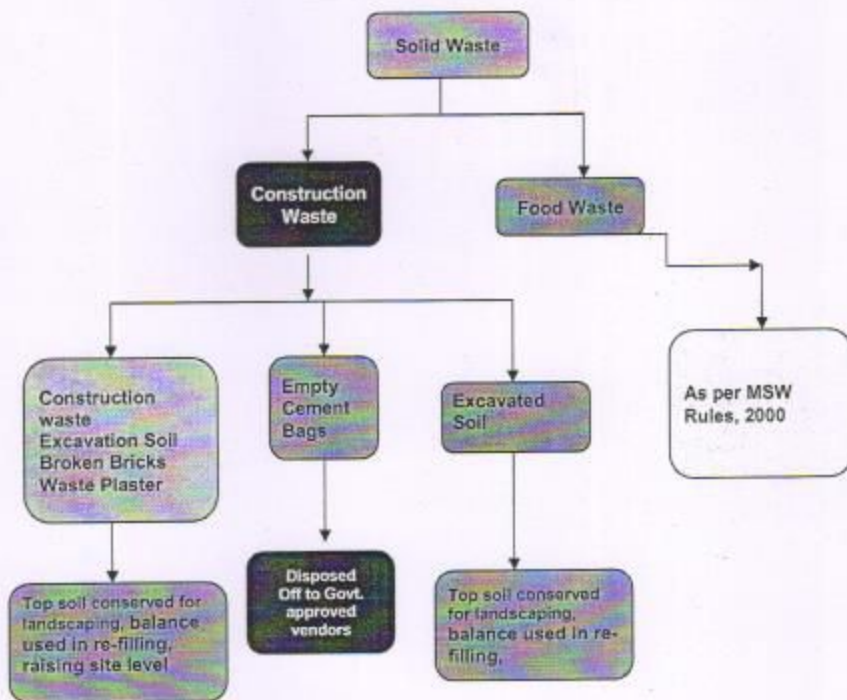 Solid Waste
Construction
Waste
Food Waste
Construction
waste
Excavation Soil
Broken Bricks
Waste Plaster
Empty
Cement
Bags
Excavated
Soil
As per MSW
Rules, 2000
Top soil conserved for
landscaping, balance
used in re-filling,
raising site level
Disposed
Off to Govt.
approved
vendors
Top soil conserved
for landscaping,
balance used in re-
filling,